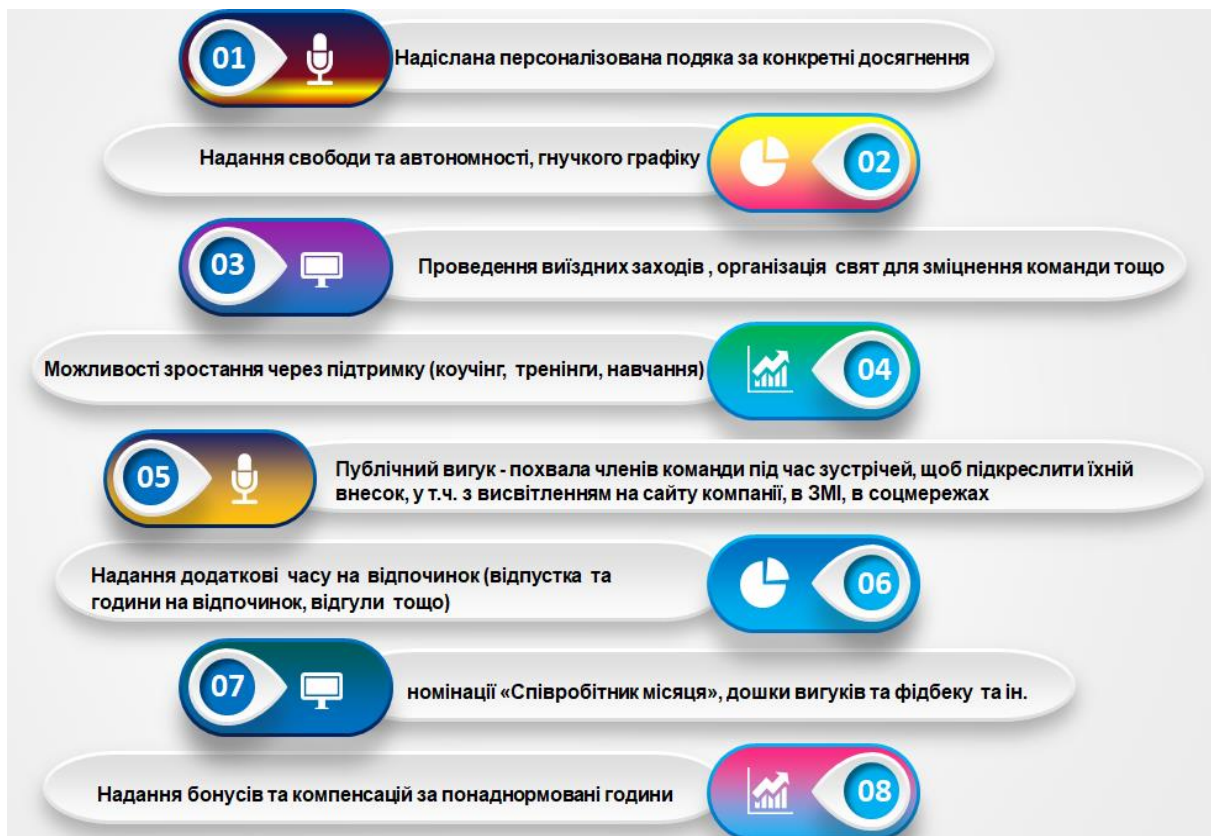 01
Надіслана персоналізована подяка за конкретні досягнення
Надання свободи та автономності, гнучкого графіку
02
03
Проведення виїздних заходів , організація свят для зміцнення команди тощо
Можливості зростання через підтримку (коучінг, тренінги, навчання)
04
05
Публічний вигук - похвала членів команди під час зустрічей, щоб підкреслити їхній
внесок, у т.ч. з висвітленням на сайту компанії, в ЗМІ, в соцмережах
Надання додаткові часу на відпочинок (відпустка та
години на відпочинок, відгули тощо)
06
07
номінації «Співробітник місяця», дошки вигуків та фідбеку та ін.
Надання бонусів та компенсацій за понаднормовані години
08